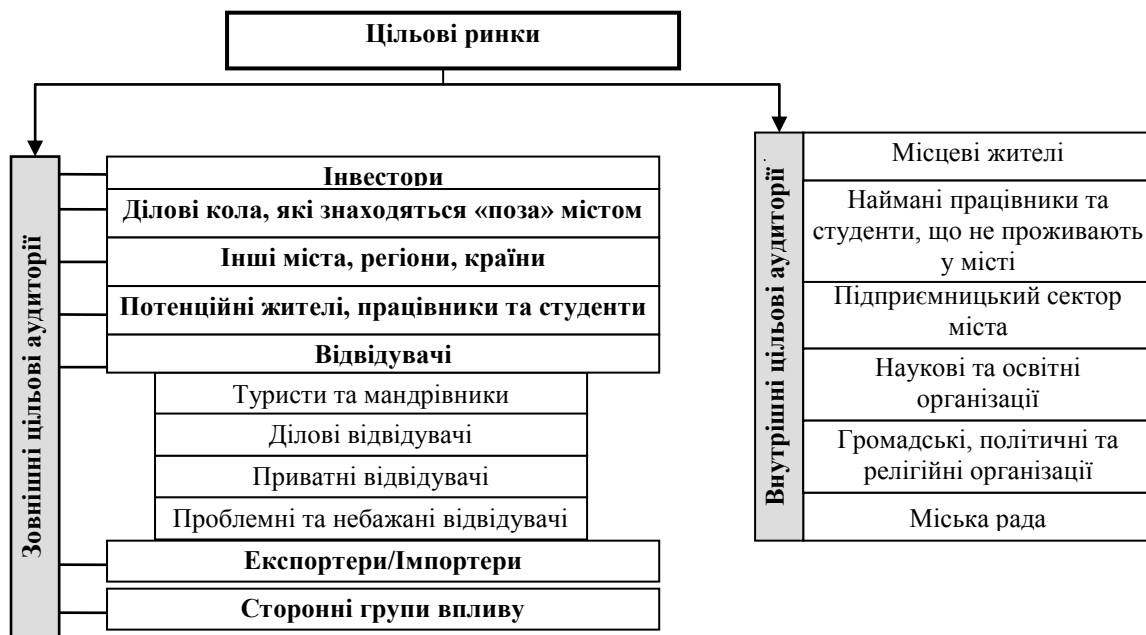 Цільові ринки
Зовнішні цільові аудиторії
Інвестори
Ділові кола, які знаходяться «поза» містом
Інші міста, регіони, країни
Потенційні жителі, працівники та студенти
Відвідувачі
Туристи та мандрівники
Ділові відвідувачі
Приватні відвідувачі
Проблемні та небажані відвідувачі
Експортери/Імпортери
Сторонні групи впливу
Внутрішні цільові аудиторії
Місцеві жителі
Наймані працівники та
студенти, що не проживають
у місті
Підприємницький сектор
міста
Наукові та освітні
організації
Громадські, політичні та
релігійні організації
Міська рада